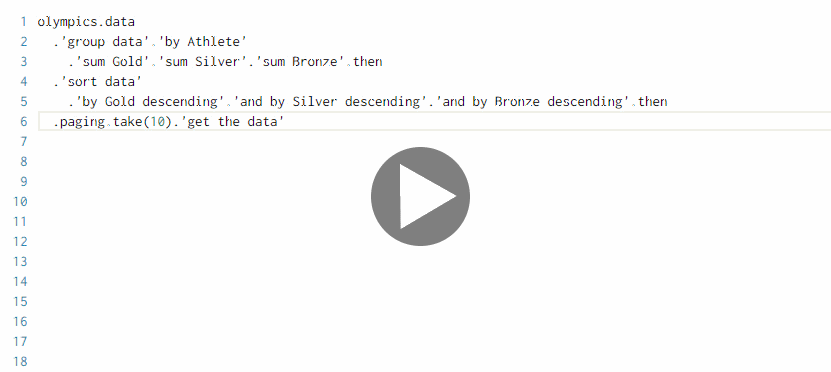 1 olympics.data
2 .'group data'.'by Athlete'
3 .'sum Gold'.'sum Silver'.'sum Bronze'.then
4 .'sort data'
5 .'by Gold descending'.'and by Silver descending'.'and by Bronze descending'.then
6 .paging.take(10).'get the data'
7
8
9
10
11
12
13
14
15
16
17
18